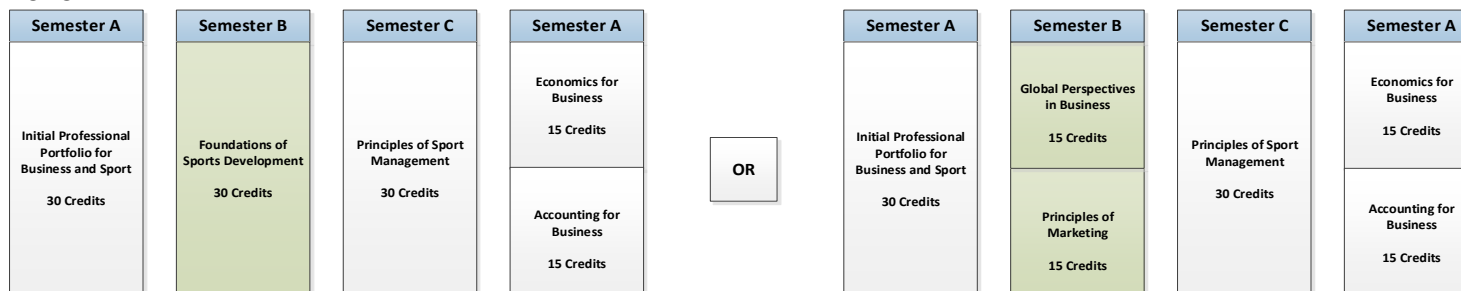 Semester A
Initial Professional
Portfolio for
Business and Sport
30 Credits
Semester B
Foundations of
Sports Development
30 Credits
Semester C
Principles of Sport
Management
30 Credits
Semester A
Economics for
Business
15 Credits
Accounting for
Business
15 Credits
OR
Semester A
Initial Professional
Portfolio for
Business and Sport
30 Credits
Semester B
Global Perspectives
in Business
15 Credits
Principles of
Marketing
15 Credits
Semester C
Principles of Sport
Management
30 Credits
Semester A
Economics for
Business
15 Credits
Accounting for
Business
15 Credits